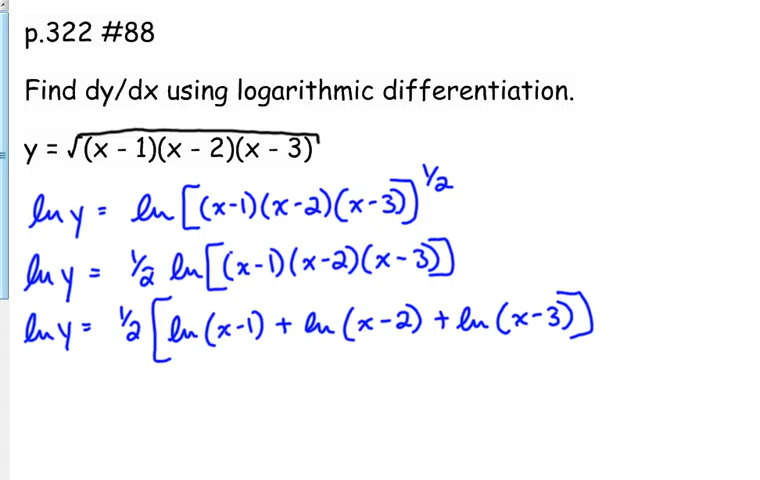 p.322 #88
Find dy/dx using logarithmic differentiation.
y = √(x - 1)(x - 2)(x - 3)
ln y = ln [(x-1)(x-2)(x-3)]^1/2
ln y = 1/2 ln[(x-1)(x-2)(x-3)]
ln y = 1/2 [ln(x-1) + ln(x-2) + ln(x-3)]